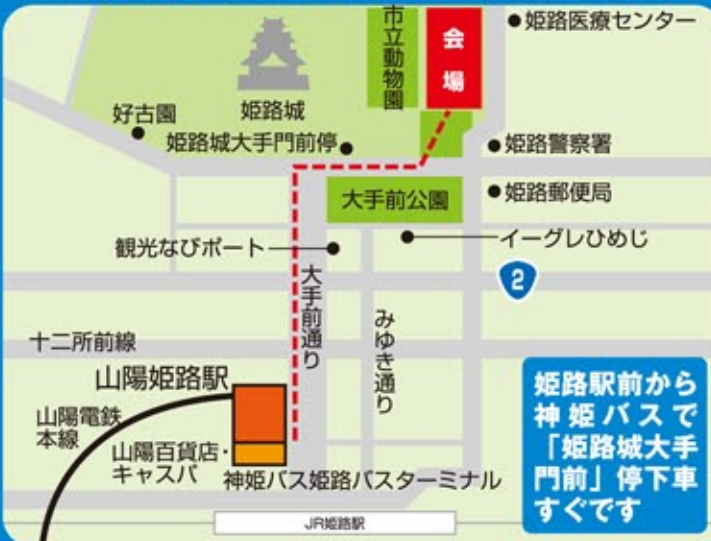 市立動物園
会場
姫路医療センター
姫路城
好古園
姫路城大手門前停
姫路警察署
大手前公園
姫路郵便局
観光なびポート
イーグレひめじ
2
大手前通り
みゆき通り
十二所前線
山陽姫路駅
山陽電鉄
本線
山陽百貨店・
キャスパ
神姫バス姫路バスターミナル
JR姫路駅
姫路駅前から
神姫バスで
「姫路城大手
門前」停下車
すぐです